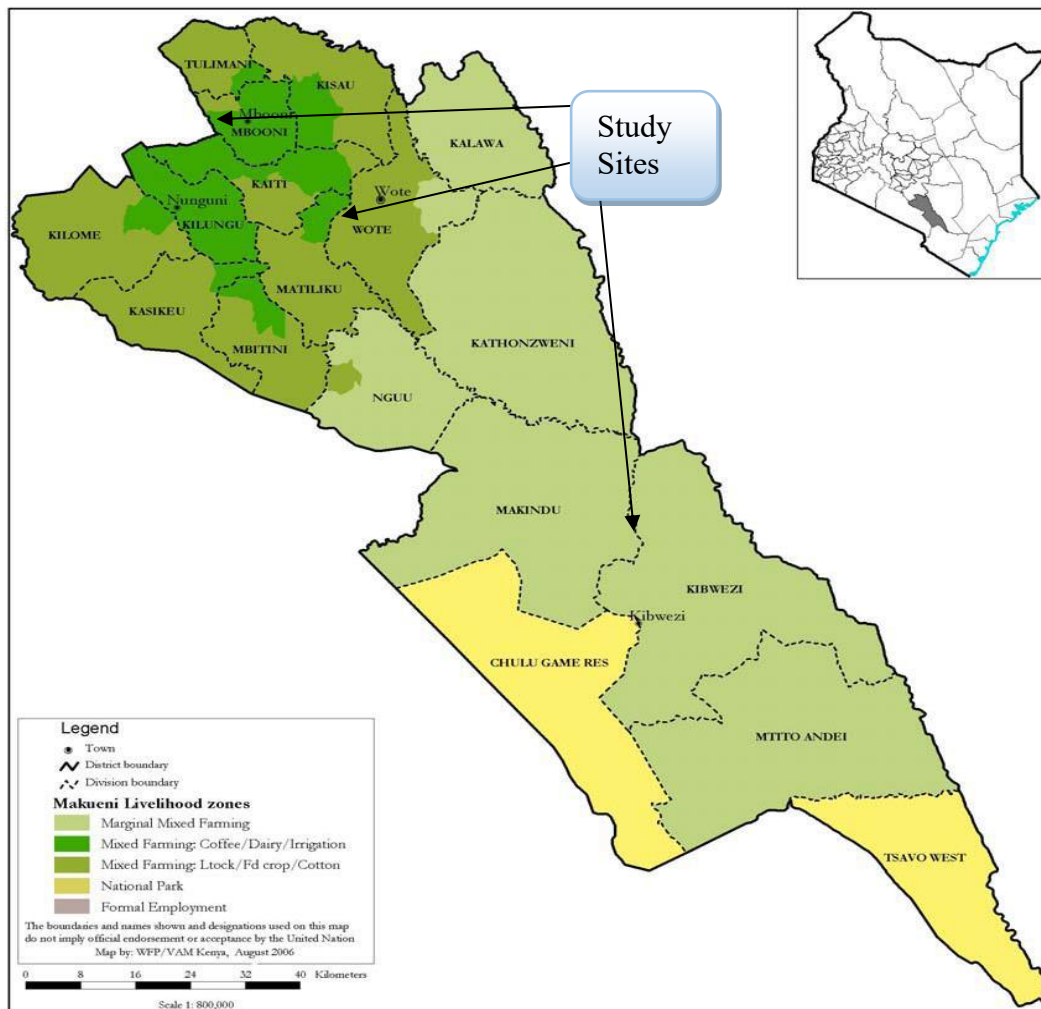 TULIMANI
KISAU
Mbooni
MBOONI
Study
Sites
KALAWA
KAITI
Wote
WOTE
Nunguni
KILUNGU
KILOME
MATILIKU
KASIKEU
MBITINI
KATHONZWENI
NGUU
MAKINDU
KIBWEZI
Kibwezi
CHULU GAME RES
MTITO ANDEI
TSAVO WEST
Legend
Town
District boundary
Division boundary
Makueni Livelihood zones
Marginal Mixed Farming
Mixed Farming: Coffee/Dairy/Irrigation
Mixed Farming: Ltock/Fd crop/Cotton
National Park
Formal Employment
The boundaries and names shown and designations used on this map
do not imply official endorsement or acceptance by the United Nation
Map by: WFP/VAM Kenya, August 2006
0 8 16 24 32 40 Kilometers
Scale 1: 800,000